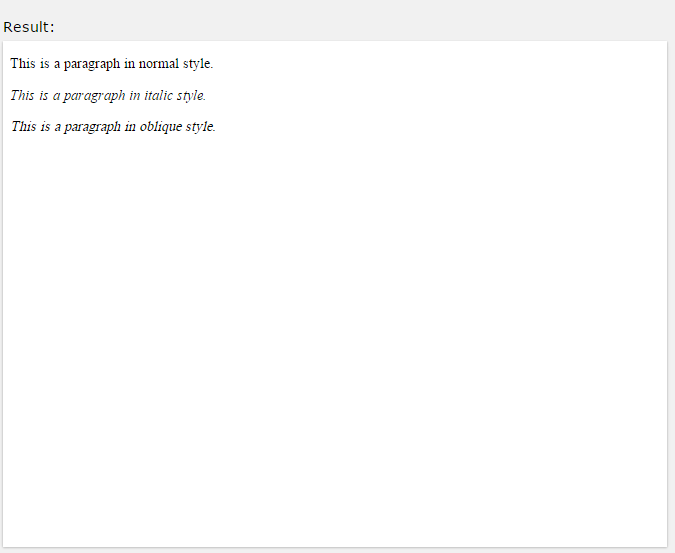 Result:
This is a paragraph in normal style.
This is a paragraph in italic style.
This is a paragraph in oblique style.